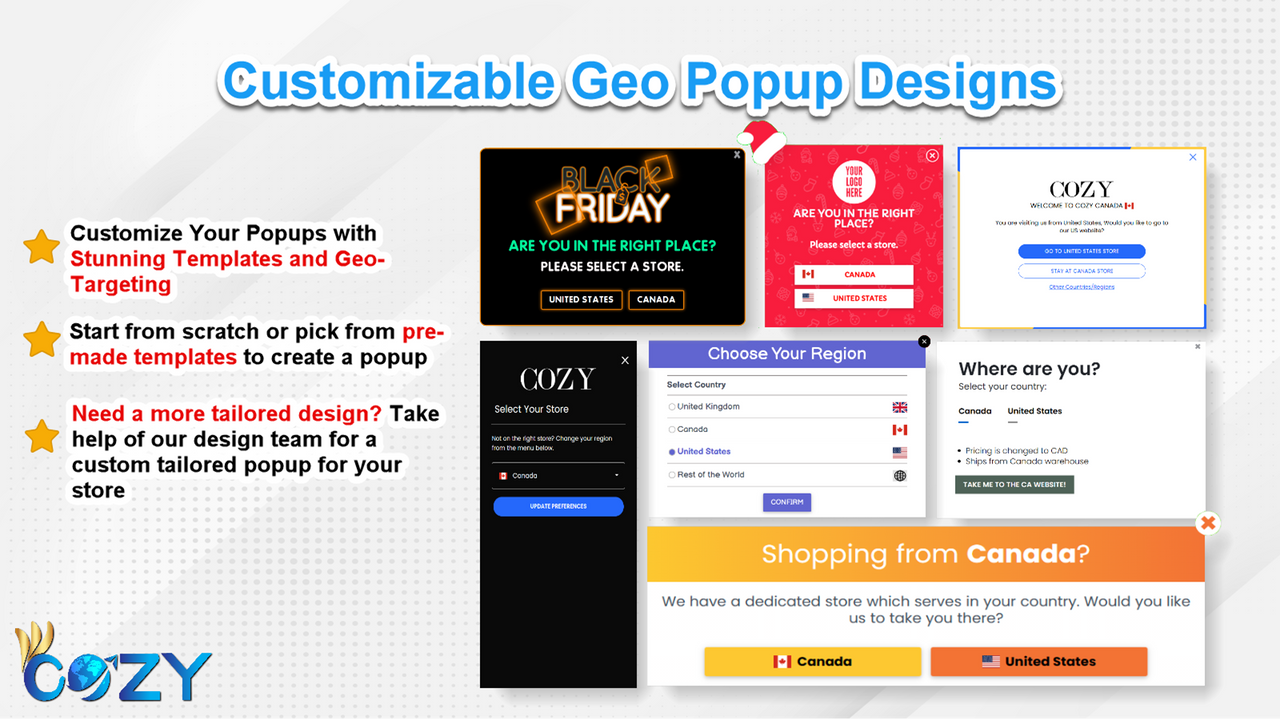 Customizable Geo Popup Designs
Customize Your Popups with
Stunning Templates and Geo-
Targeting
Start from scratch or pick from pre-
made templates to create a popup
Need a more tailored design? Take
help of our design team for a
custom tailored popup for your
store
COZY
X
BLACK
FRIDAY
ARE YOU IN THE RIGHT PLACE?
PLEASE SELECT A STORE.
UNITED STATES
CANADA
YOUR
LOGO
HERE
ARE YOU IN THE RIGHT
PLACE?
Please select a store.
CANADA
UNITED STATES
COZY
WELCOME TO COZY CANADA
You are visiting us from United States, Would you like to go to
our US website?
GO TO UNITED STATES STORE
STAY AT CANADA STORE
Other Countries/Regions
COZY
Select Your Store
Not on the right store? Change your region
from the menu below.
Canada
UPDATE PREFERENCES
Choose Your Region
Select Country
United Kingdom
Canada
United States
Rest of the World
CONFIRM
Where are you?
Select your country:
Canada
United States
• Pricing is changed to CAD
• Ships from Canada warehouse
TAKE ME TO THE CA WEBSITE!
Shopping from Canada?
We have a dedicated store which serves in your country. Would you like
us to take you there?
Canada
United States